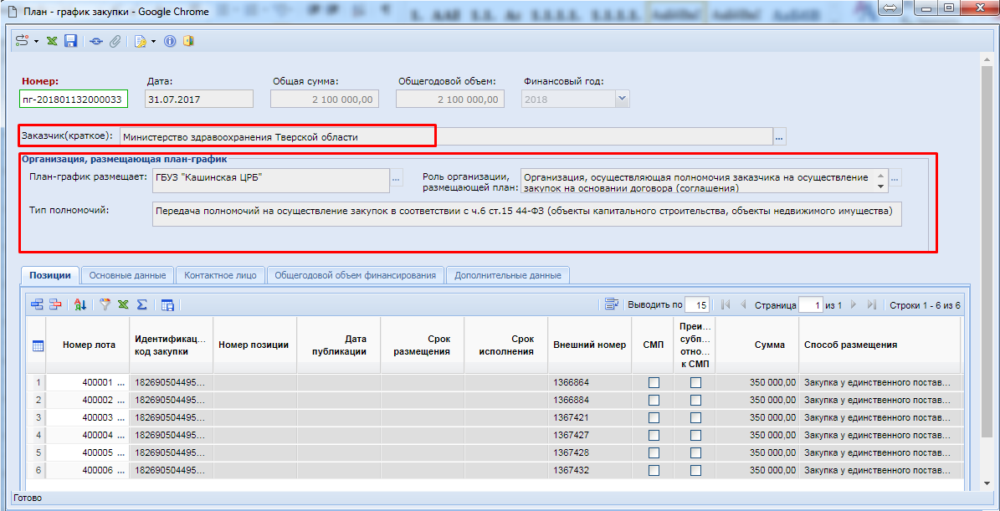 План - график закупки - Google Chrome
Номер: Дата: Общая сумма: Общегодовой объем: Финансовый год:
пг-201801132000033 31.07.2017 2 100 000,00 2 100 000,00 2018
Заказчик(краткое): Министерство здравоохранения Тверской области ...
Организация, размещающая план-график
План-график размещает: ГБУЗ "Кашинская ЦРБ" ... Роль организации, размещающей план: Организация, осуществляющая полномочия заказчика на осуществление закупок на основании договора (соглашения) ...
Тип полномочий: Передача полномочий на осуществление закупок в соответствии с ч.6 ст.15 44-ФЗ (объекты капитального строительства, объекты недвижимого имущества)
Позиции Основные данные Контактное лицо Общегодовой объем финансирования Дополнительные данные
Выводить по 15 Страница 1 из 1 Строки 1 - 6 из 6
Номер лота Идентификац... код закупки Номер позиции Дата публикации Срок размещения Срок исполнения Внешний номер СМП Преи... субп... отно... к СМП Сумма Способ размещения
1 400001 ... 182690504495... 1366864 350 000,00 Закупка у единственного постав...
2 400002 ... 182690504495... 1366884 350 000,00 Закупка у единственного постав...
3 400003 ... 182690504495... 1367421 350 000,00 Закупка у единственного постав...
4 400004 ... 182690504495... 1367427 350 000,00 Закупка у единственного постав...
5 400005 ... 182690504495... 1367428 350 000,00 Закупка у единственного постав...
6 400006 ... 182690504495... 1367432 350 000,00 Закупка у единственного постав...
Готово